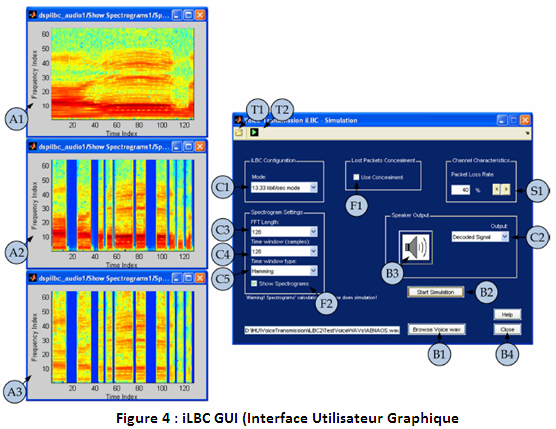 dspilbc_audio1/Show Spectrograms1/Sp...
Frequency Index
60
50
40
30
20
10
20 40 60 80 100 120
Time Index
A1
dspilbc_audio1/Show Spectrograms1/Sp...
Frequency Index
60
50
40
30
20
10
20 40 60 80 100 120
Time Index
A2
dspilbc_audio1/Show Spectrograms1/Sp...
Frequency Index
60
50
40
30
20
10
20 40 60 80 100 120
Time Index
A3
T1 T2
Transmission iLBC - Simulation
iLBC Configuration
Mode:
13.33 kbit/sec mode
C1
Lost Packets Concealment
Use Concealment
F1
Channel Characteristics
Packet Loss Rate
40 %
S1
Spectrogram Settings
FFT Length:
128
C3
Time window (samples):
128
C4
Time window type:
Hamming
C5
Show Spectrograms
F2
Speaker Output
B3
Output:
Decoded Signal
C2
Start Simulation
B2
Help
Browse Voice wav
B1
Close
B4
Figure 4 : iLBC GUI (Interface Utilisateur Graphique